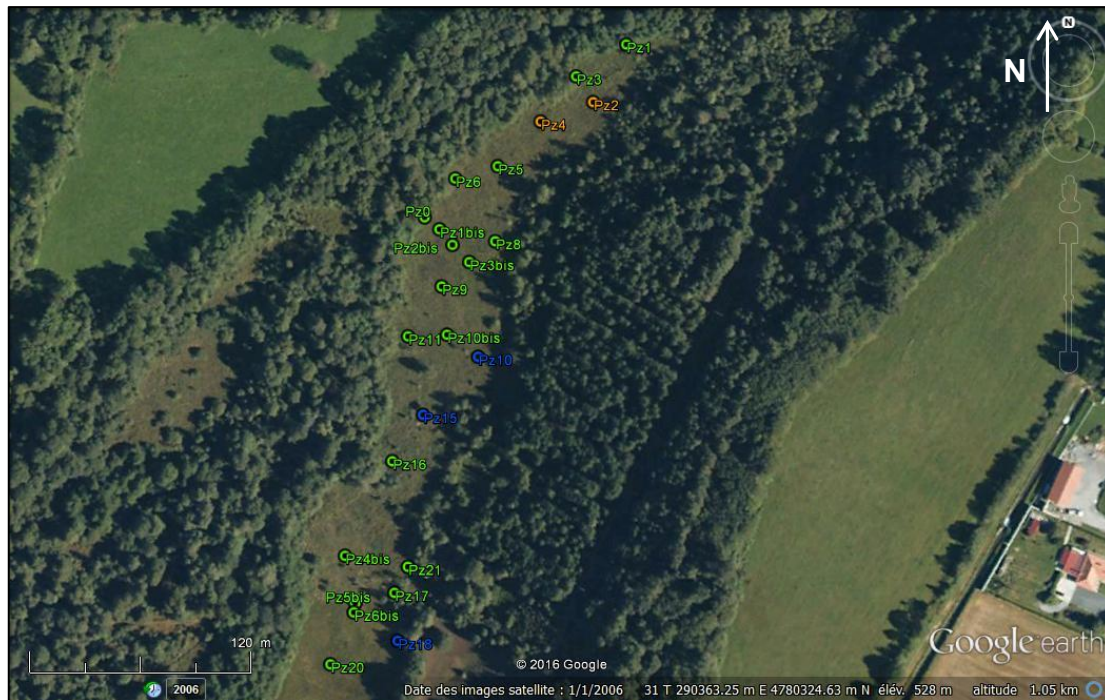 N
N
Pz1
Pz3
Pz2
Pz4
Pz5
Pz6
Pz0
Pz1bis
Pz2bis
Pz8
Pz3bis
Pz9
Pz11
Pz10bis
Pz10
Pz15
Pz16
Pz4bis
Pz21
Pz17
Pz5bis
Pz6bis
Pz18
Pz20
120 m
Google earth
© 2016 Google
2006
Date des images satellite : 1/1/2006 31 T 290363.25 m E 4780324.63 m N élév. 528 m altitude 1.05 km